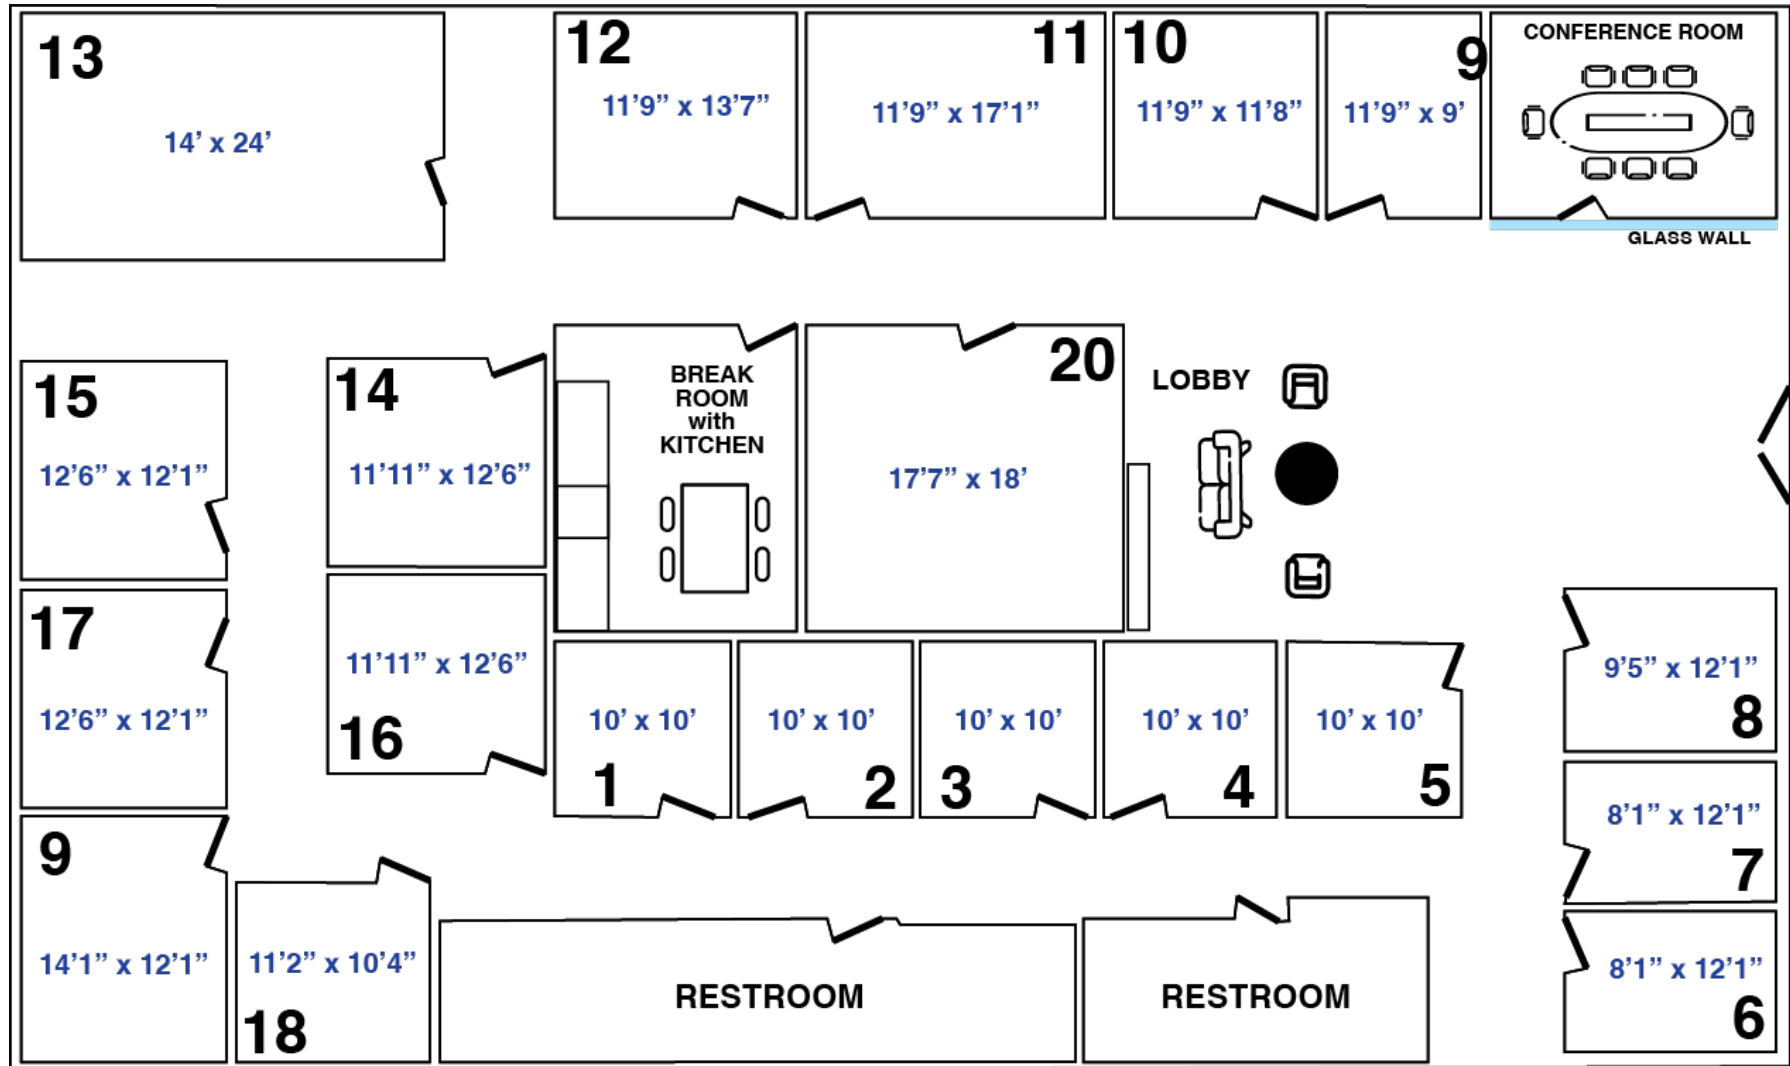 13
14’ x 24’
12
11’9” x 13’7”
11
11’9” x 17’1”
10
11’9” x 11’8”
9
11’9” x 9’
CONFERENCE ROOM
GLASS WALL
15
12’6” x 12’1”
14
11’11” x 12’6”
BREAK
ROOM
with
KITCHEN
20
17’7” x 18’
LOBBY
17
12’6” x 12’1”
11’11” x 12’6”
16
10’ x 10’
1
10’ x 10’
2
10’ x 10’
3
10’ x 10’
4
10’ x 10’
5
9’5” x 12’1”
8
8’1” x 12’1”
7
9
14’1” x 12’1”
11’2” x 10’4”
18
RESTROOM
RESTROOM
8’1” x 12’1”
6